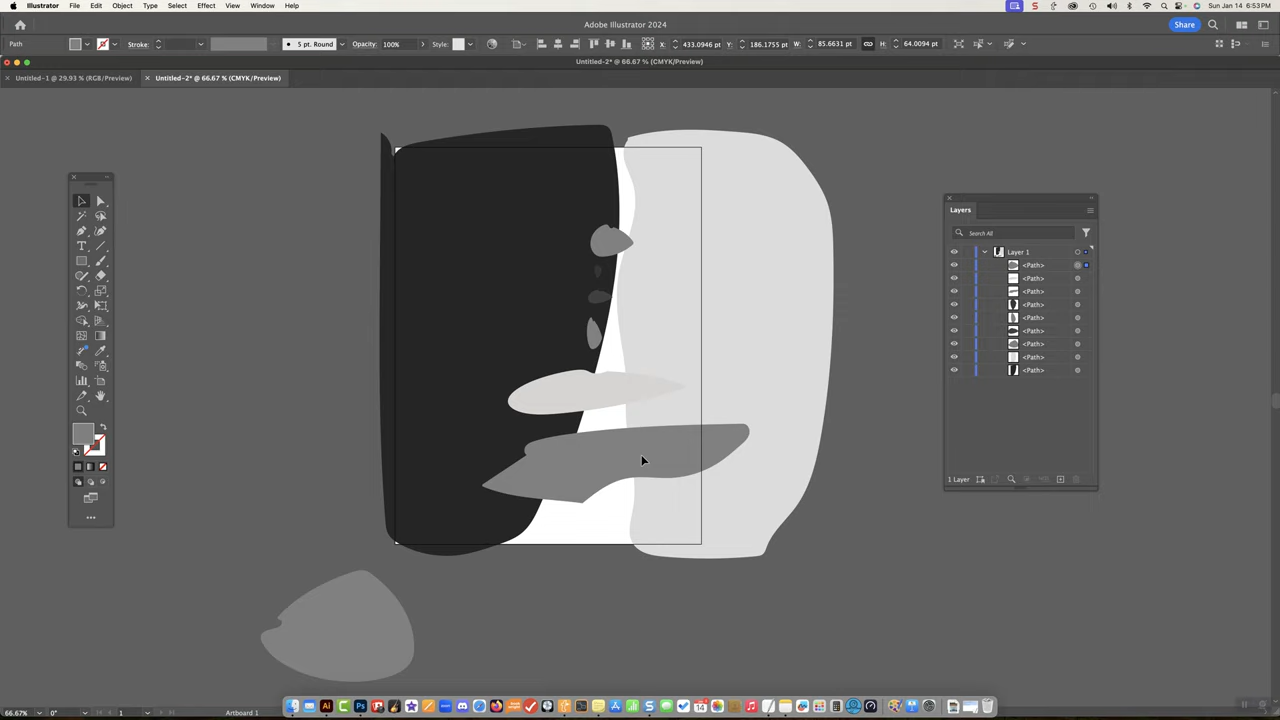 Illustrator File Edit Object Type Select Effect View Window Help Sun Jan 14 6:53 PM
Adobe Illustrator 2024 Share
Path Stroke: 5 pt. Round Opacity: 100% Style: X: 433.0946 pt Y: 186.1755 pt W: 85.6631 pt H: 64.0094 pt
Untitled-2* @ 66.67 % (CMYK/Preview)
Untitled-1 @ 29.93 % (RGB/Preview) Untitled-2* @ 66.67 % (CMYK/Preview)
Layers
Search All
Layer 1
<Path>
<Path>
<Path>
<Path>
<Path>
<Path>
<Path>
<Path>
<Path>
1 Layer
66.67% 0° 1 Artboard 1